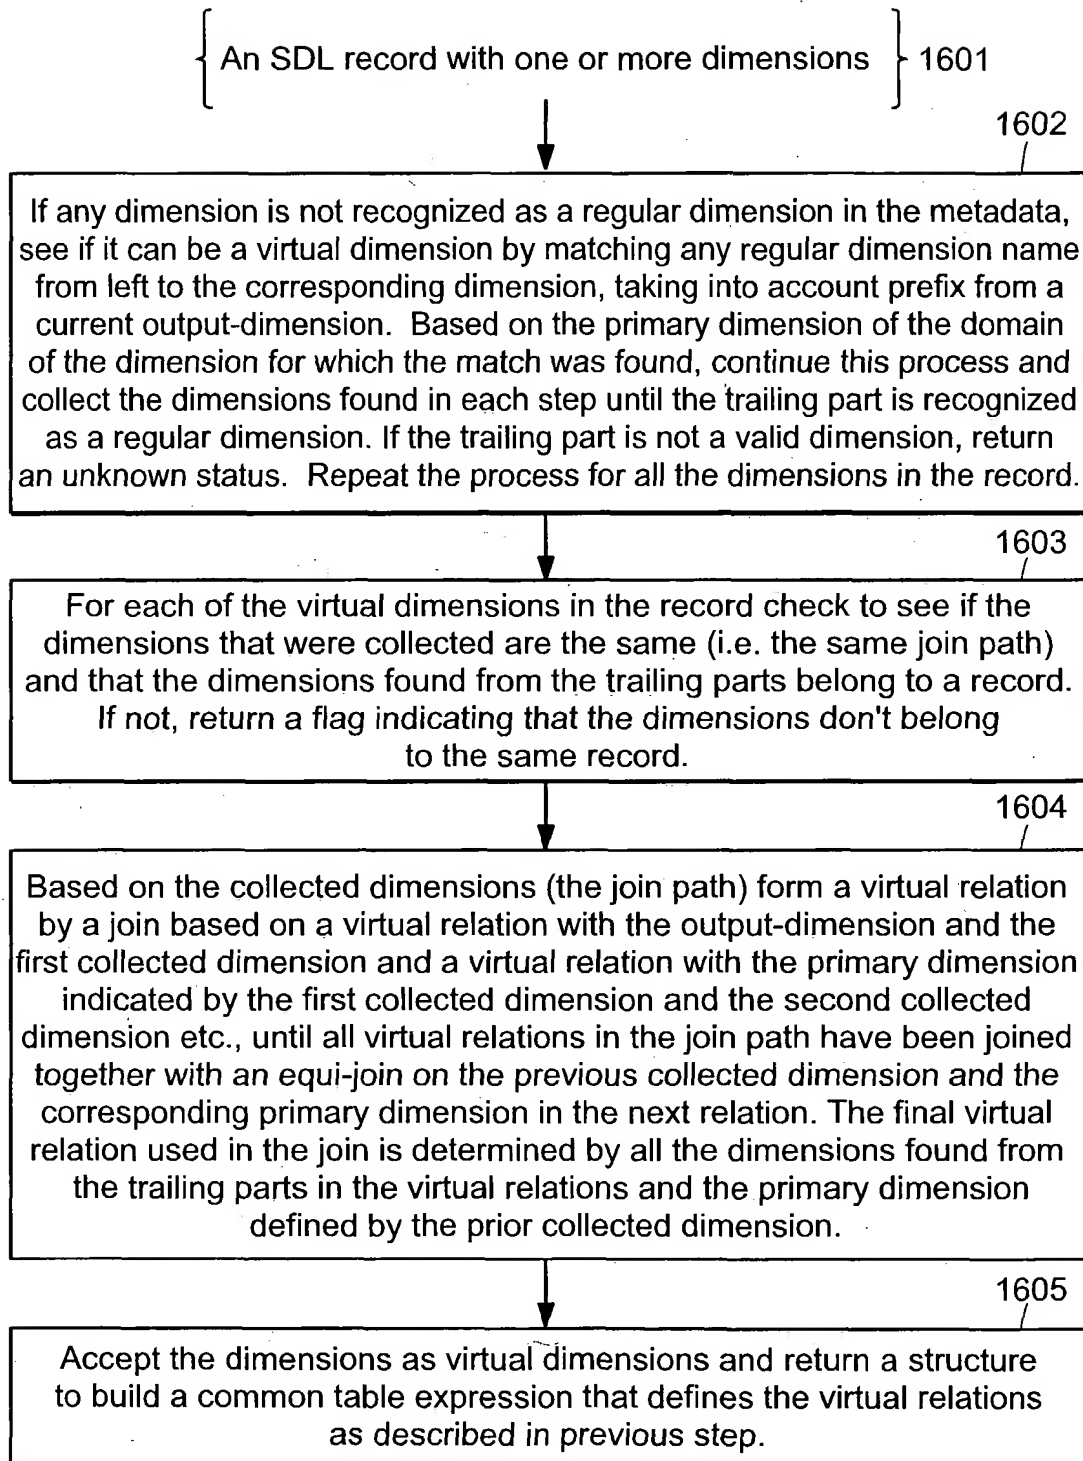 An SDL record with one or more dimensions 1601
1602
If any dimension is not recognized as a regular dimension in the metadata,
see if it can be a virtual dimension by matching any regular dimension name
from left to the corresponding dimension, taking into account prefix from a
current output-dimension. Based on the primary dimension of the domain
of the dimension for which the match was found, continue this process and
collect the dimensions found in each step until the trailing part is recognized
as a regular dimension. If the trailing part is not a valid dimension, return
an unknown status. Repeat the process for all the dimensions in the record.
1603
For each of the virtual dimensions in the record check to see if the
dimensions that were collected are the same (i.e. the same join path)
and that the dimensions found from the trailing parts belong to a record.
If not, return a flag indicating that the dimensions don't belong
to the same record.
1604
Based on the collected dimensions (the join path) form a virtual relation
by a join based on a virtual relation with the output-dimension and the
first collected dimension and a virtual relation with the primary dimension
indicated by the first collected dimension and the second collected
dimension etc., until all virtual relations in the join path have been joined
together with an equi-join on the previous collected dimension and the
corresponding primary dimension in the next relation. The final virtual
relation used in the join is determined by all the dimensions found from
the trailing parts in the virtual relations and the primary dimension
defined by the prior collected dimension.
1605
Accept the dimensions as virtual dimensions and return a structure
to build a common table expression that defines the virtual relations
as described in previous step.